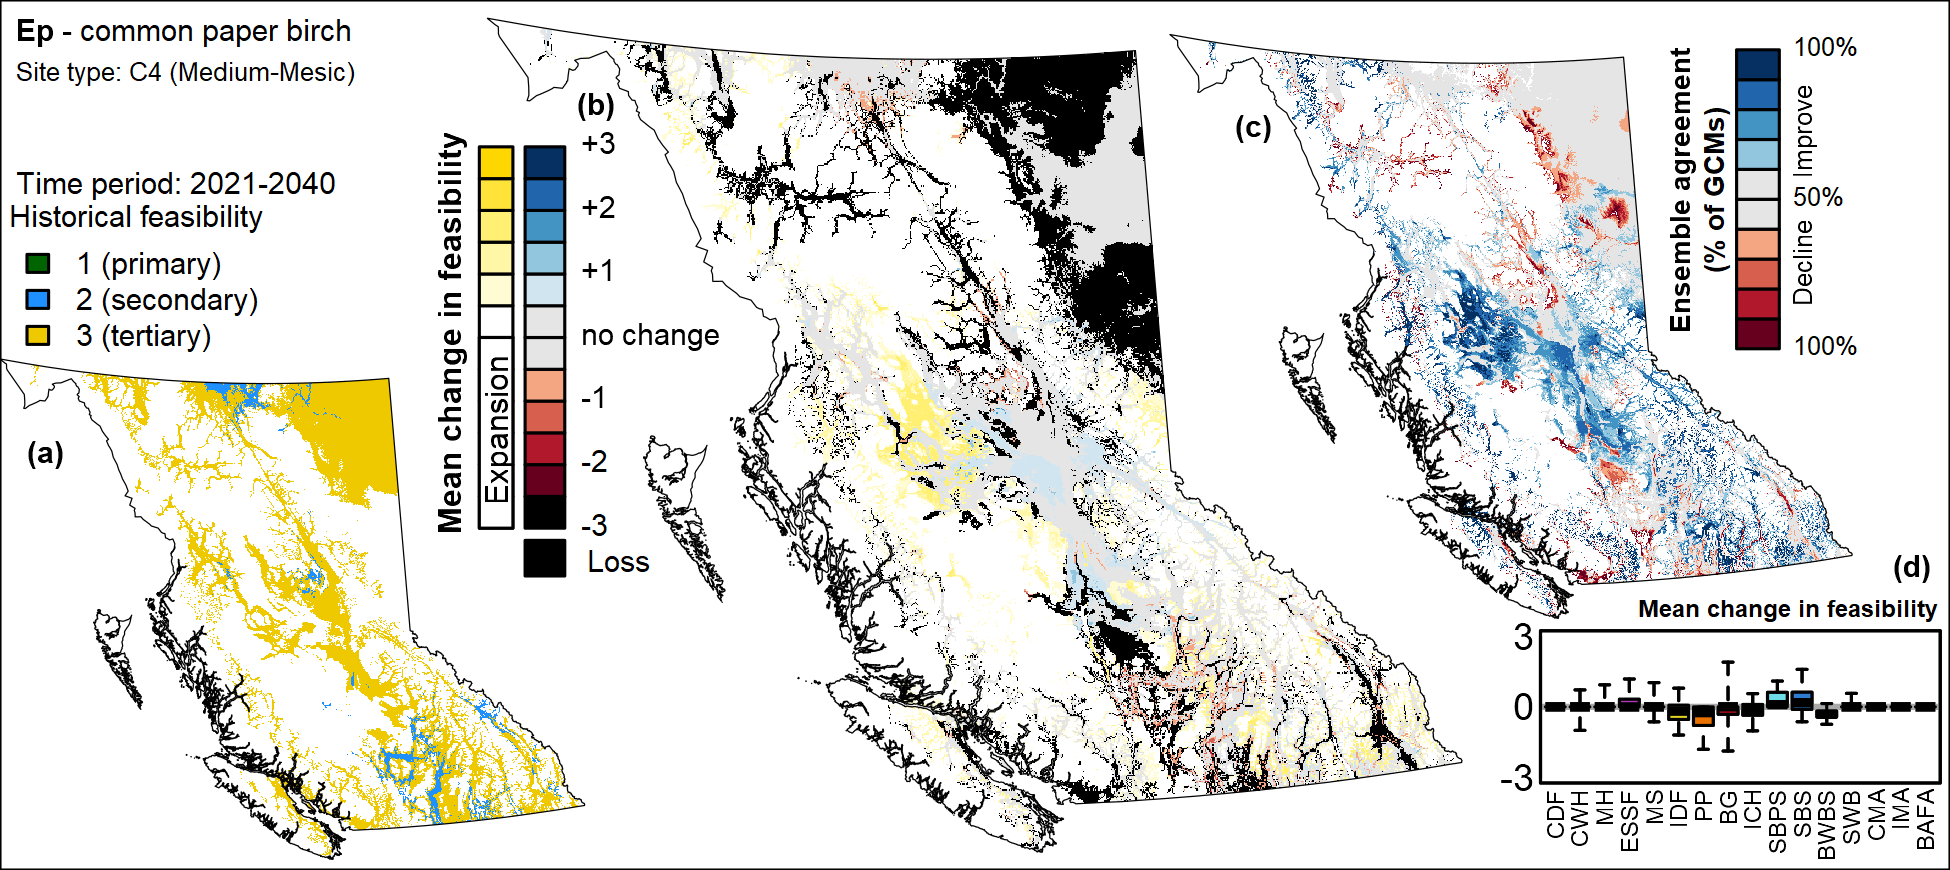 Ep - common paper birch
Site type: C4 (Medium-Mesic)
Time period: 2021-2040
Historical feasibility
1 (primary)
2 (secondary)
3 (tertiary)
(a)
(b)
Mean change in feasibility
Expansion
+3
+2
+1
no change
-1
-2
-3
Loss
(c)
Ensemble agreement
(% of GCMs)
100%
Improve
50%
Decline
100%
(d)
Mean change in feasibility
3
0
-3
CDF
CWH
MH
ESSF
MS
IDF
PP
BG
ICH
SBPS
SBS
BWBS
SWB
CMA
IMA
BAFA